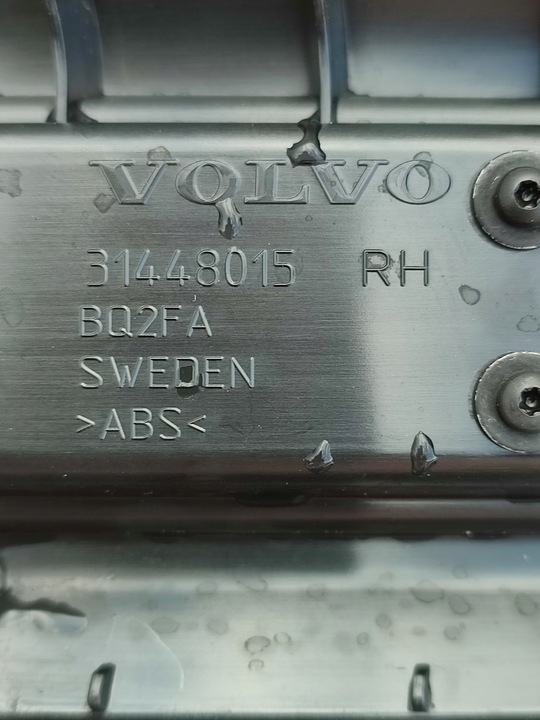 VOLVO
31448015 RH
BQ2FA
SWEDEN
>ABS<